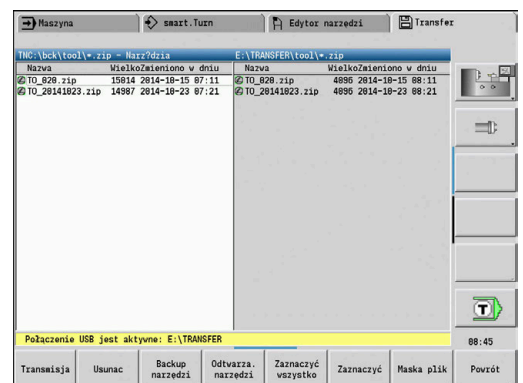 Maszyna
smart.Turn
Edytor narzędzi
Transfer
TNC:\bck\tool\*.zip - Narz?dzia
E:\TRANSFER\tool\*.zip
Nazwa WielkoZmieniono w dniu
Nazwa WielkoZmieniono w dniu
TO_020.zip 15014 2014-10-15 07:11
TO_020.zip 4096 2014-10-15 08:11
TO_20141023.zip 14987 2014-10-23 07:21
TO_20141023.zip 4096 2014-10-23 08:21
T
Połączenie USB jest aktywne: E:\TRANSFER
08:45
Transmisja
Usunac
Backup
narzędzi
Odtwarza.
narzędzi
Zaznaczyć
wszystko
Zaznaczyć
Maska plik
Powrót